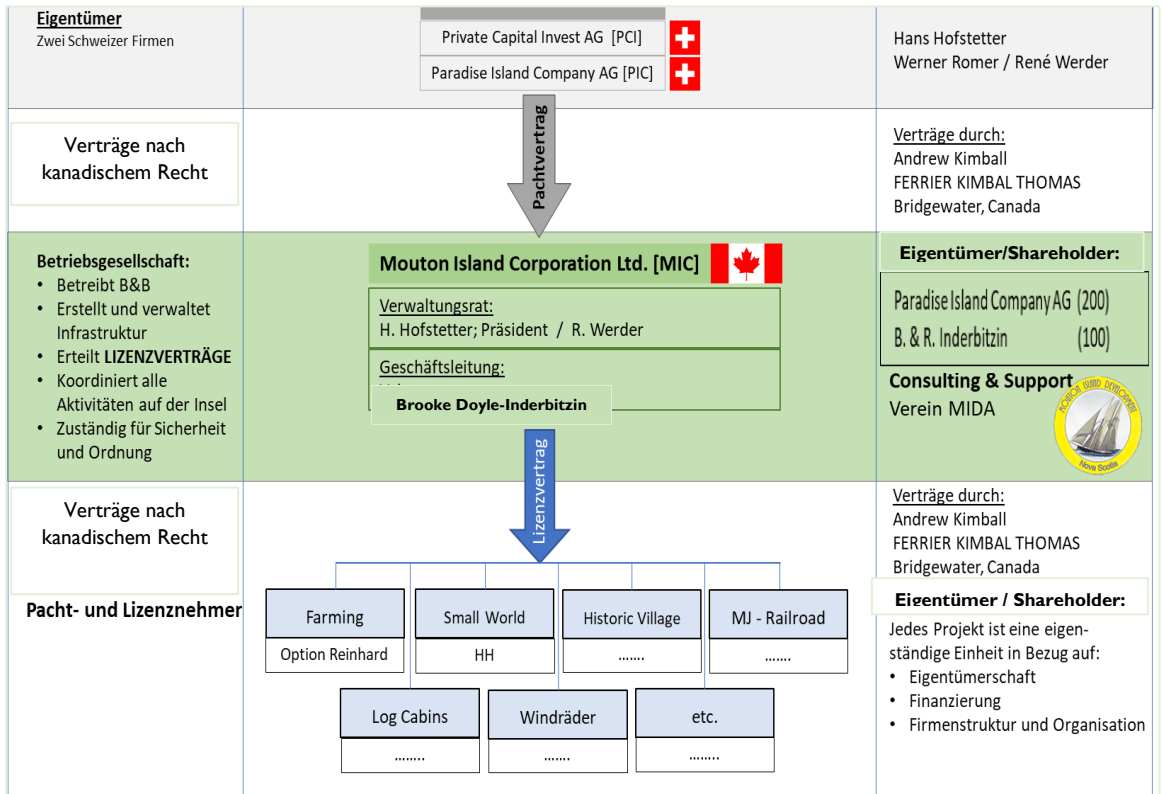 Eigentümer
Zwei Schweizer Firmen
Private Capital Invest AG [PCI]
Paradise Island Company AG [PIC]
Hans Hofstetter
Werner Romer / René Werder
Verträge nach
kanadischem Recht
Pachtvertrag
Verträge durch:
Andrew Kimball
FERRIER KIMBAL THOMAS
Bridgewater, Canada
Betriebsgesellschaft:
• Betreibt B&B
• Erstellt und verwaltet
Infrastruktur
• Erteilt LIZENZVERTRÄGE
• Koordiniert alle
Aktivitäten auf der Insel
• Zuständig für Sicherheit
und Ordnung
Mouton Island Corporation Ltd. [MIC]
Verwaltungsrat:
H. Hofstetter; Präsident / R. Werder
Geschäftsleitung:
Brooke Doyle-Inderbitzin
Eigentümer/Shareholder:
Paradise Island Company AG (200)
B. & R. Inderbitzin (100)
Consulting & Support
Verein MIDA
MOUTON ISLAND DEVELOPMENT
Nova Scotia
Verträge nach
kanadischem Recht
Lizenzvertrag
Verträge durch:
Andrew Kimball
FERRIER KIMBAL THOMAS
Bridgewater, Canada
Pacht- und Lizenznehmer
Farming
Option Reinhard
Small World
HH
Historic Village
.......
MJ - Railroad
.......
Log Cabins
........
Windräder
.......
etc.
........
Eigentümer / Shareholder:
Jedes Projekt ist eine eigen-
ständige Einheit in Bezug auf:
• Eigentümerschaft
• Finanzierung
• Firmenstruktur und Organisation